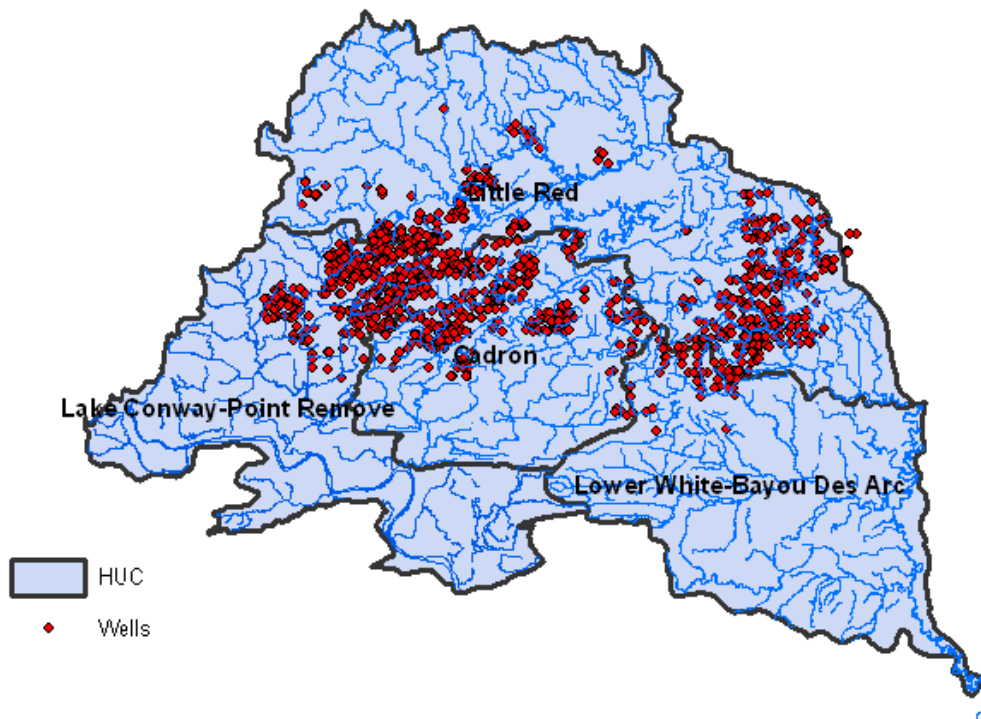 Little Red
Cadron
Lake Conway-Point Remove
Lower White-Bayou Des Arc
HUC
Wells